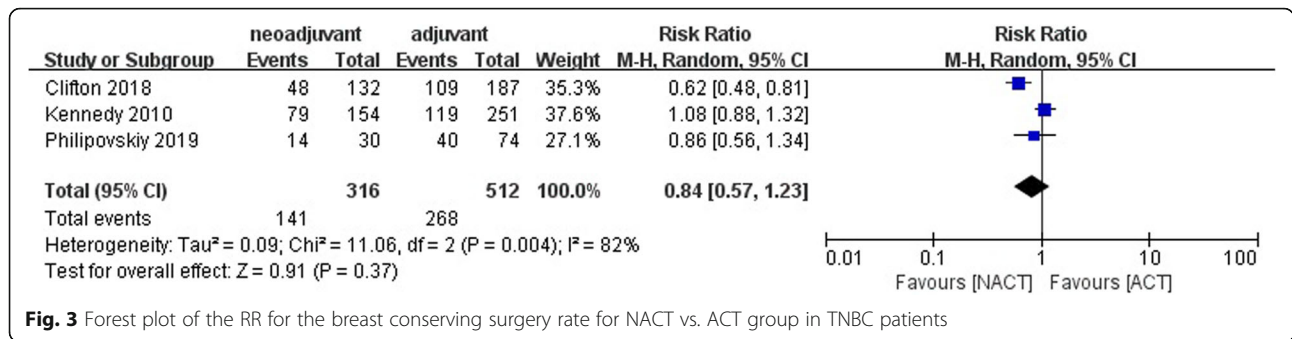 neoadjuvant adjuvant Risk Ratio Risk Ratio
Study or Subgroup Events Total Events Total Weight M-H, Random, 95% CI M-H, Random, 95% CI
Clifton 2018 48 132 109 187 35.3% 0.62 [0.48, 0.81]
Kennedy 2010 79 154 119 251 37.6% 1.08 [0.88, 1.32]
Philipovskiy 2019 14 30 40 74 27.1% 0.86 [0.56, 1.34]
Total (95% CI) 316 512 100.0% 0.84 [0.57, 1.23]
Total events 141 268
Heterogeneity: Tau² = 0.09; Chi² = 11.06, df = 2 (P = 0.004); I² = 82%
Test for overall effect: Z = 0.91 (P = 0.37)
0.01 0.1 1 10 100
Favours [NACT] Favours [ACT]
Fig. 3 Forest plot of the RR for the breast conserving surgery rate for NACT vs. ACT group in TNBC patients